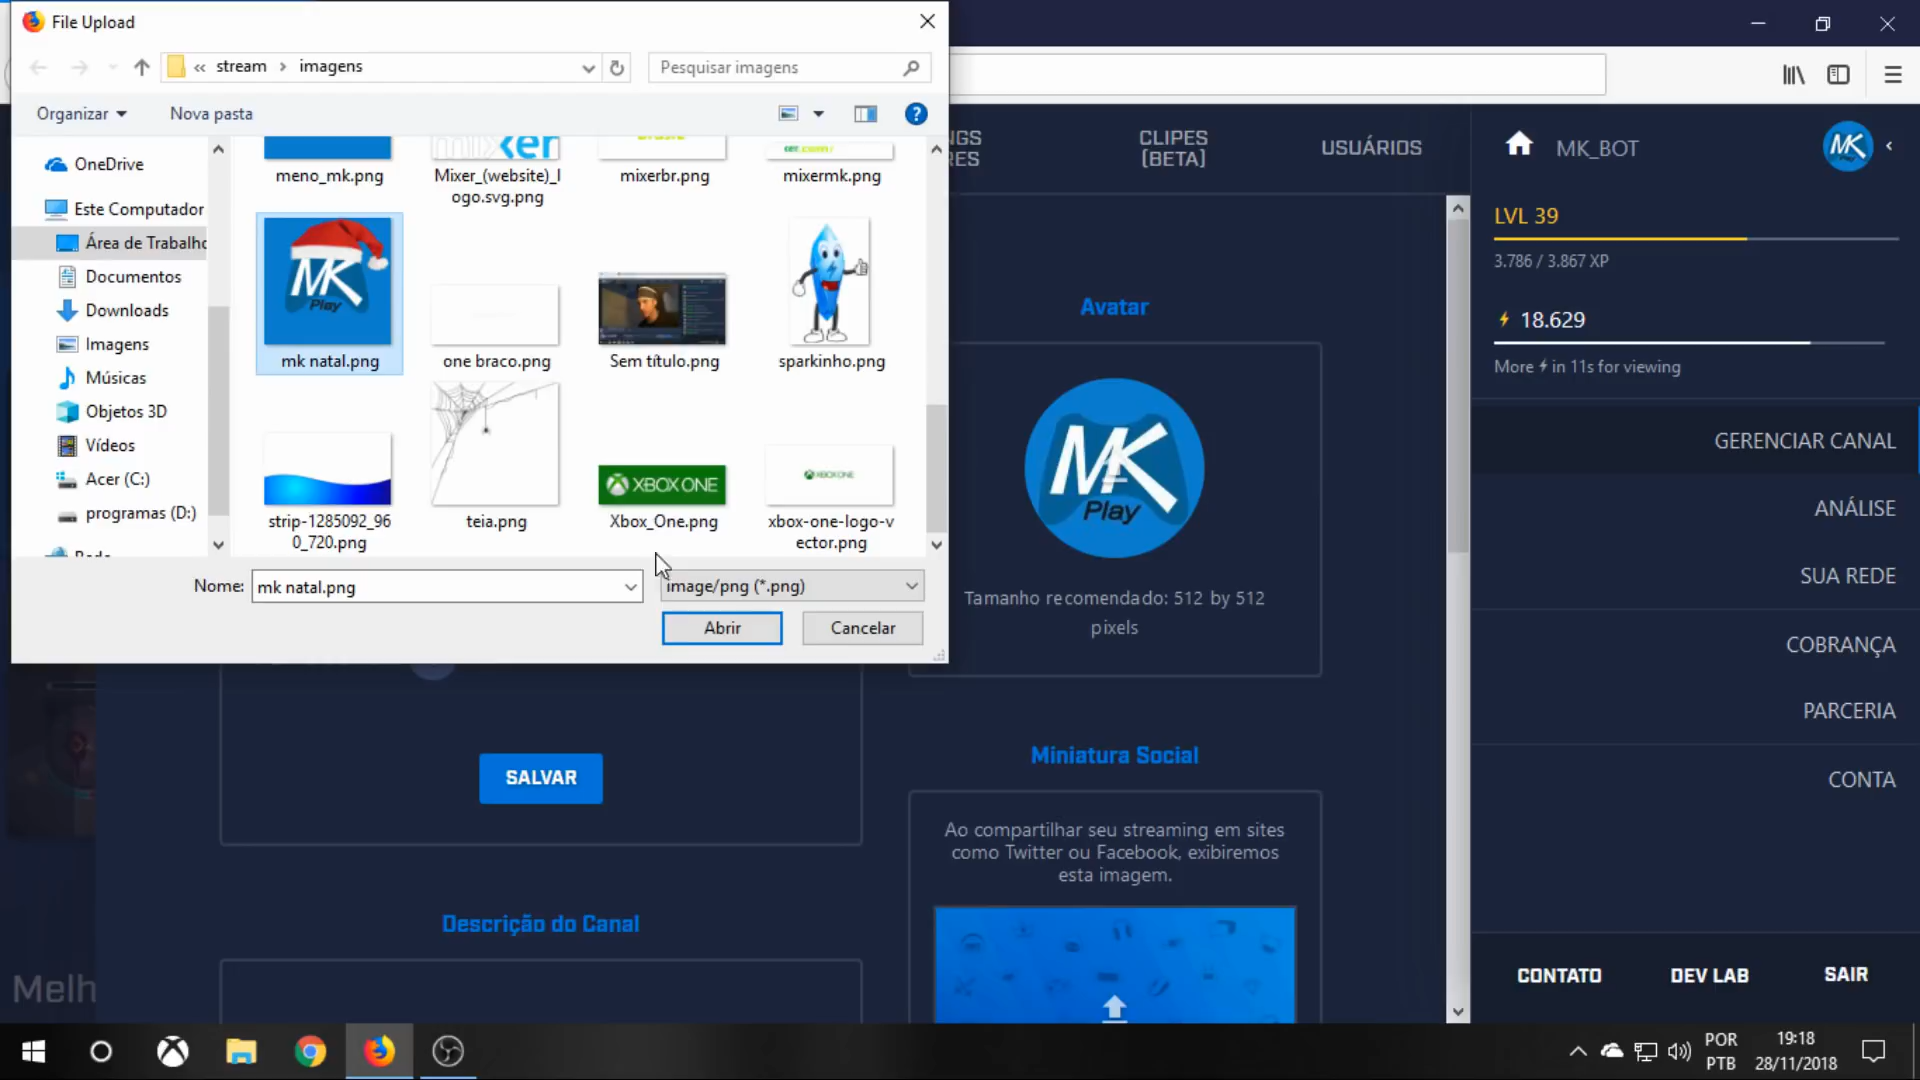 File Upload
« stream › imagens
Pesquisar imagens
Organizar
Nova pasta
OneDrive
Este Computador
Área de Trabalho
Documentos
Downloads
Imagens
Músicas
Objetos 3D
Vídeos
Acer (C:)
programas (D:)
meno_mk.png
Mixer_(website)_l
ogo.svg.png
mixerbr.png
mixermk.png
MK
Play
mk natal.png
one braco.png
Sem título.png
sparkinho.png
XBOX ONE
XBOX ONE
strip-1285092_96
0_720.png
teia.png
Xbox_One.png
xbox-one-logo-v
ector.png
Nome:
mk natal.png
image/png (*.png)
Abrir
Cancelar
CLIPES
[BETA]
USUÁRIOS
MK_BOT
MK
LVL 39
3.786 / 3.867 XP
18.629
More in 11s for viewing
GERENCIAR CANAL
ANÁLISE
SUA REDE
COBRANÇA
PARCERIA
CONTA
CONTATO
DEV LAB
SAIR
Avatar
MK
Play
Tamanho recomendado: 512 by 512
pixels
Miniatura Social
Ao compartilhar seu streaming em sites
como Twitter ou Facebook, exibiremos
esta imagem.
SALVAR
Descrição do Canal
Melh
POR
PTB
19:18
28/11/2018